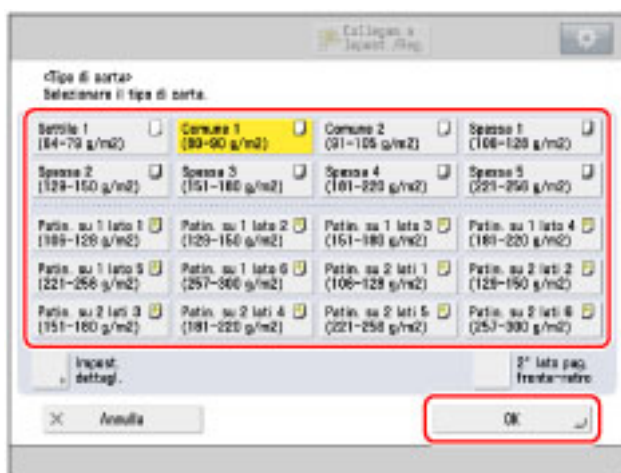 Collegam. a
Impost./Reg.
<Tipo di carta>
Selezionare il tipo di carta.
Sottile 1
(64-79 g/m2)
Comune 1
(80-90 g/m2)
Comune 2
(91-105 g/m2)
Spessa 1
(106-128 g/m2)
Spessa 2
(129-150 g/m2)
Spessa 3
(151-180 g/m2)
Spessa 4
(181-220 g/m2)
Spessa 5
(221-256 g/m2)
Patin. su 1 lato 1
(106-128 g/m2)
Patin. su 1 lato 2
(129-150 g/m2)
Patin. su 1 lato 3
(151-180 g/m2)
Patin. su 1 lato 4
(181-220 g/m2)
Patin. su 1 lato 5
(221-256 g/m2)
Patin. su 1 lato 6
(257-300 g/m2)
Patin. su 2 lati 1
(106-128 g/m2)
Patin. su 2 lati 2
(129-150 g/m2)
Patin. su 2 lati 3
(151-180 g/m2)
Patin. su 2 lati 4
(181-220 g/m2)
Patin. su 2 lati 5
(221-256 g/m2)
Patin. su 2 lati 6
(257-300 g/m2)
Impost.
dettagl.
2° lato pag.
fronte-retro
Annulla
OK